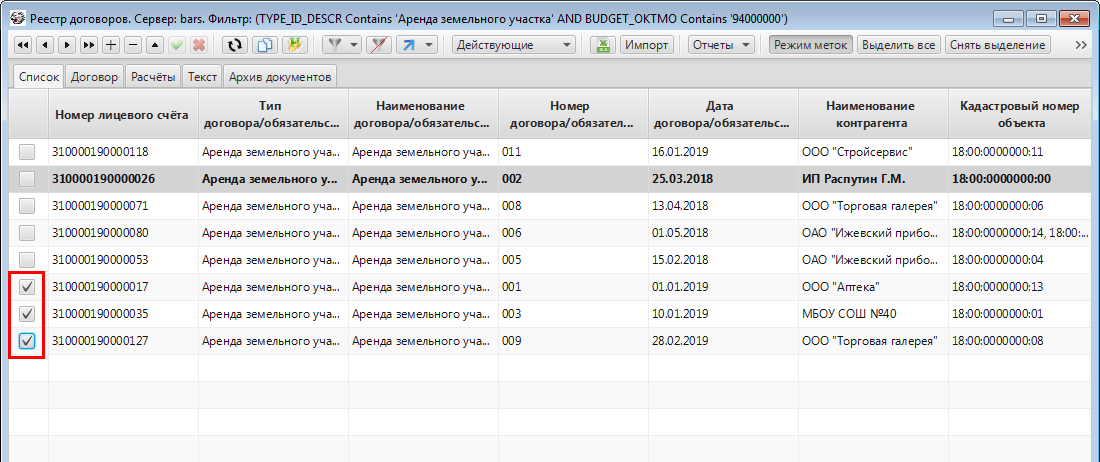 Реестр договоров. Сервер: bars. Фильтр: (TYPE_ID_DESCR Contains 'Аренда земельного участка' AND BUDGET_OKTMO Contains '94000000')
Действующие Импорт Отчеты Режим меток Выделить все Снять выделение
Список Договор Расчёты Текст Архив документов
Номер лицевого счёта Тип договора/обязательс... Наименование договора/обязательс... Номер договора/обязател... Дата договора/обязательс... Наименование контрагента Кадастровый номер объекта
310000190000118 Аренда земельного уча... Аренда земельного уча... 011 16.01.2019 ООО "Стройсервис" 18:00:0000000:11
310000190000026 Аренда земельного у... Аренда земельного у... 002 25.03.2018 ИП Распутин Г.М. 18:00:0000000:00
310000190000071 Аренда земельного уча... Аренда земельного уча... 008 13.04.2018 ООО "Торговая галерея" 18:00:0000000:06
310000190000080 Аренда земельного уча... Аренда земельного уча... 006 01.05.2018 ОАО "Ижевский прибо... 18:00:0000000:14, 18:00:...
310000190000053 Аренда земельного уча... Аренда земельного уча... 005 15.02.2018 ОАО "Ижевский прибо... 18:00:0000000:04
310000190000017 Аренда земельного уча... Аренда земельного уча... 001 01.01.2019 ООО "Аптека" 18:00:0000000:13
310000190000035 Аренда земельного уча... Аренда земельного уча... 003 10.01.2019 МБОУ СОШ №40 18:00:0000000:01
310000190000127 Аренда земельного уча... Аренда земельного уча... 009 28.02.2019 ООО "Торговая галерея" 18:00:0000000:08